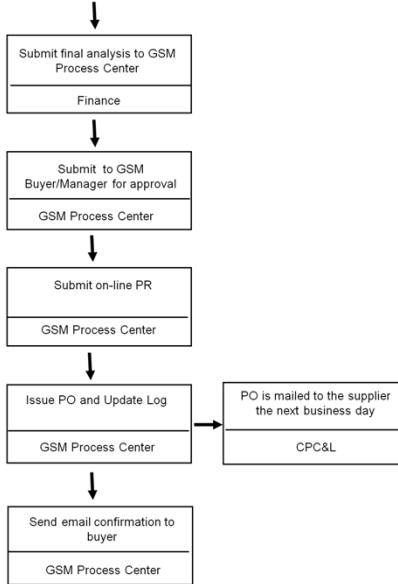 Submit final analysis to GSM
Process Center
Finance
Submit to GSM
Buyer/Manager for approval
GSM Process Center
Submit on-line PR
GSM Process Center
Issue PO and Update Log
GSM Process Center
PO is mailed to the supplier
the next business day
CPC&L
Send email confirmation to
buyer
GSM Process Center